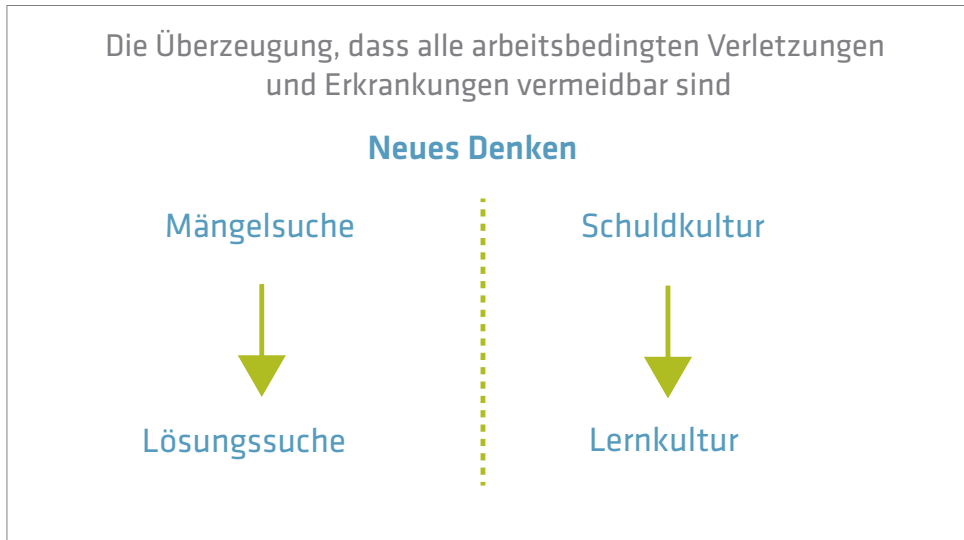 Die Überzeugung, dass alle arbeitsbedingten Verletzungen
und Erkrankungen vermeidbar sind
Neues Denken
Mängelsuche
Schuldkultur
Lösungssuche
Lernkultur